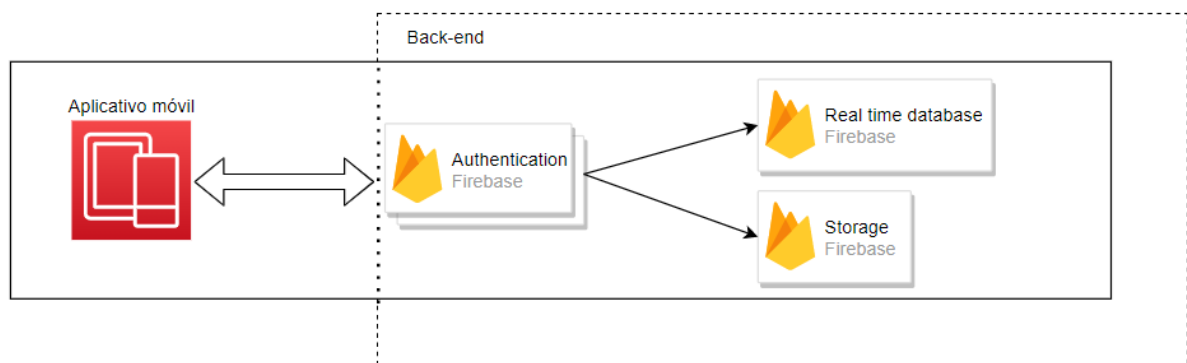 Back-end
Aplicativo móvil
Authentication
Firebase
Real time database
Firebase
Storage
Firebase